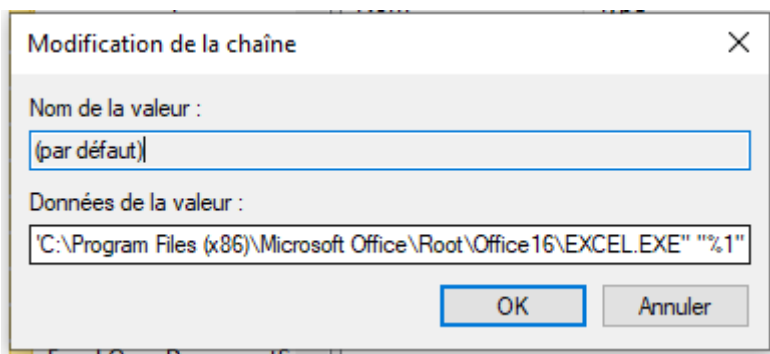 Modification de la chaîne
Nom de la valeur :
(par défaut)
Données de la valeur :
"C:\Program Files (x86)\Microsoft Office\Root\Office16\EXCEL.EXE" "%1"
OK Annuler